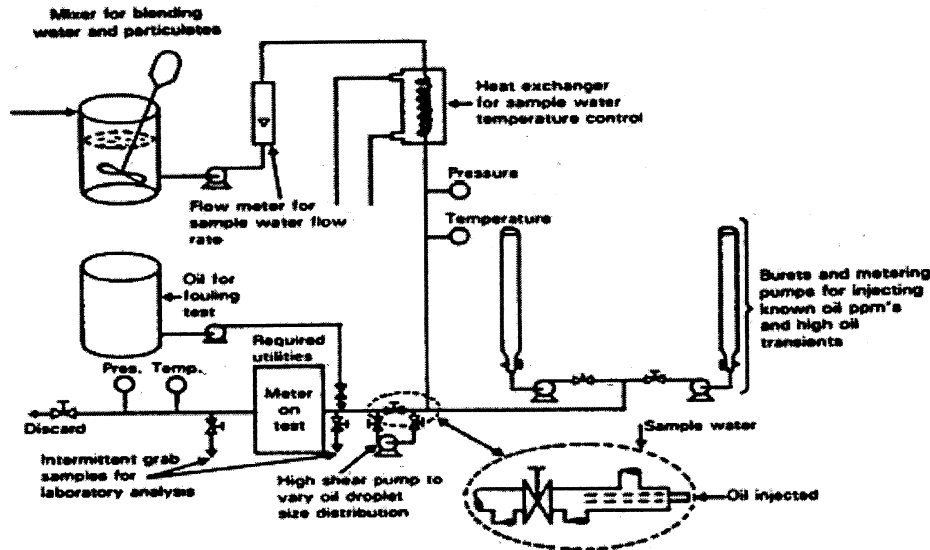 Mixer for blending
water and particulates
Heat exchanger
for sample water
temperature control
Flow meter for
sample water flow
rate
Pressure
Temperature
Oil for
fouling
test
Burets and metering
pumps for injecting
known oil ppm's
and high oil
transients
Required
utilities
Pres. Temp.
Meter
on
test
Discard
Intermittent grab
samples for
laboratory analysis
High shear pump to
vary oil droplet
size distribution
Sample water
Oil injected